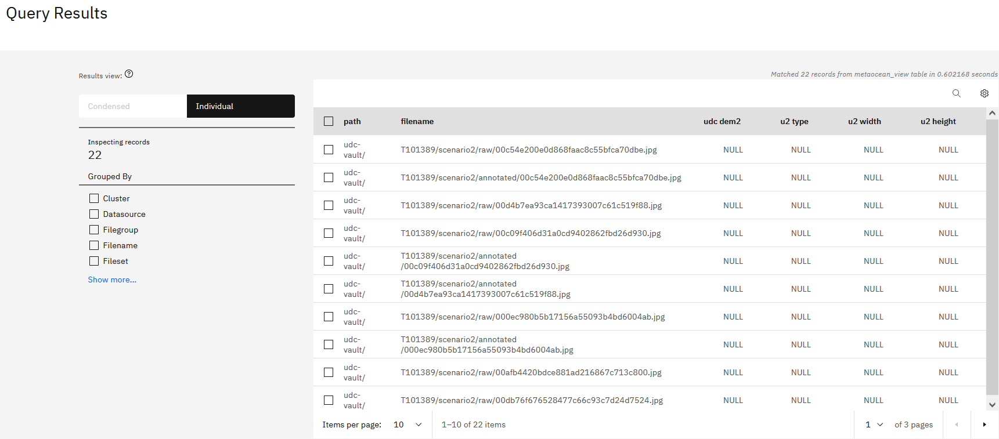 Query Results
Results view:
Matched 22 records from metaocean_view table in 0.602168 seconds
Condensed
Individual
Inspecting records
22
Grouped By
Cluster
Datasource
Filegroup
Filename
Fileset
Show more...
path filename udc dem2 u2 type u2 width u2 height
udc-
vault/
T101389/scenario2/raw/00c54e200e0d868faac8c55bfca70dbe.jpg NULL NULL NULL NULL
udc-
vault/
T101389/scenario2/annotated/00c54e200e0d868faac8c55bfca70dbe.jpg NULL NULL NULL NULL
udc-
vault/
T101389/scenario2/raw/00d4b7ea93ca1417393007c61c519f88.jpg NULL NULL NULL NULL
udc-
vault/
T101389/scenario2/raw/00c09f406d31a0cd9402862fbd26d930.jpg NULL NULL NULL NULL
udc-
vault/
T101389/scenario2/annotated
/00c09f406d31a0cd9402862fbd26d930.jpg NULL NULL NULL NULL
udc-
vault/
T101389/scenario2/annotated
/00d4b7ea93ca1417393007c61c519f88.jpg NULL NULL NULL NULL
udc-
vault/
T101389/scenario2/raw/000ec980b5b17156a55093b4bd6004ab.jpg NULL NULL NULL NULL
udc-
vault/
T101389/scenario2/annotated
/000ec980b5b17156a55093b4bd6004ab.jpg NULL NULL NULL NULL
udc-
vault/
T101389/scenario2/raw/00afb4420bdce881ad216867c713c800.jpg NULL NULL NULL NULL
udc-
vault/
T101389/scenario2/raw/00db76f676528477c66c93c7d24d7524.jpg NULL NULL NULL NULL
Items per page: 10 1–10 of 22 items 1 of 3 pages